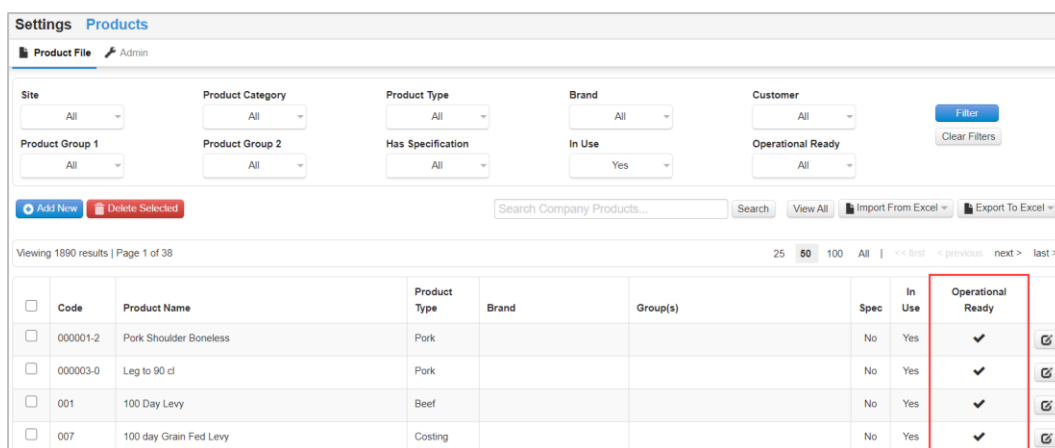 Settings Products
Product File Admin
Site Product Category Product Type Brand Customer
All All All All All Filter
Clear Filters
Product Group 1 Product Group 2 Has Specification In Use Operational Ready
All All All Yes All
Add New Delete Selected Search Company Products... Search View All Import From Excel Export To Excel
Viewing 1890 results | Page 1 of 38 25 50 100 All | << first < previous next > last >
Code Product Name Product Type Brand Group(s) Spec In Use Operational Ready
000001-2 Pork Shoulder Boneless Pork No Yes
000003-0 Leg to 90 cl Pork No Yes
001 100 Day Levy Beef No Yes
007 100 day Grain Fed Levy Costing No Yes